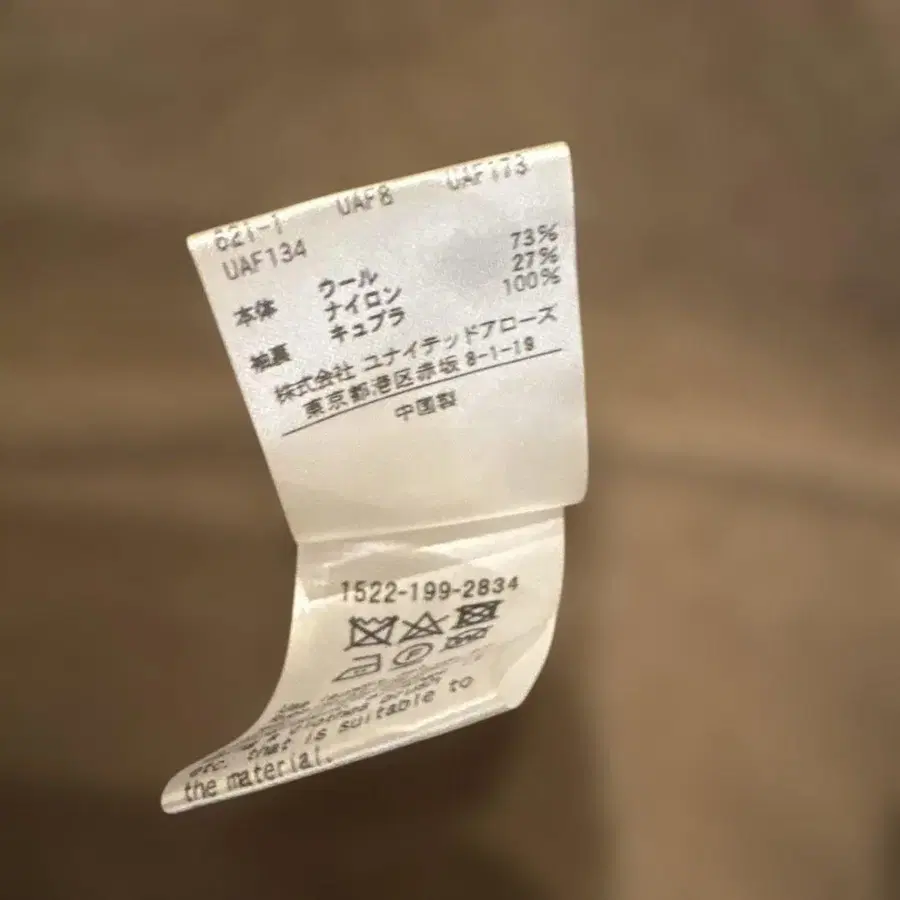 621-1 UAF8 UAF173
UAF134
本体 ウール 73%
ナイロン 27%
袖裏 キュプラ 100%
株式会社 ユナイテッドアローズ
東京都港区赤坂 8-1-19
中国製
1522-199-2834
etc. that is suitable to
the material.